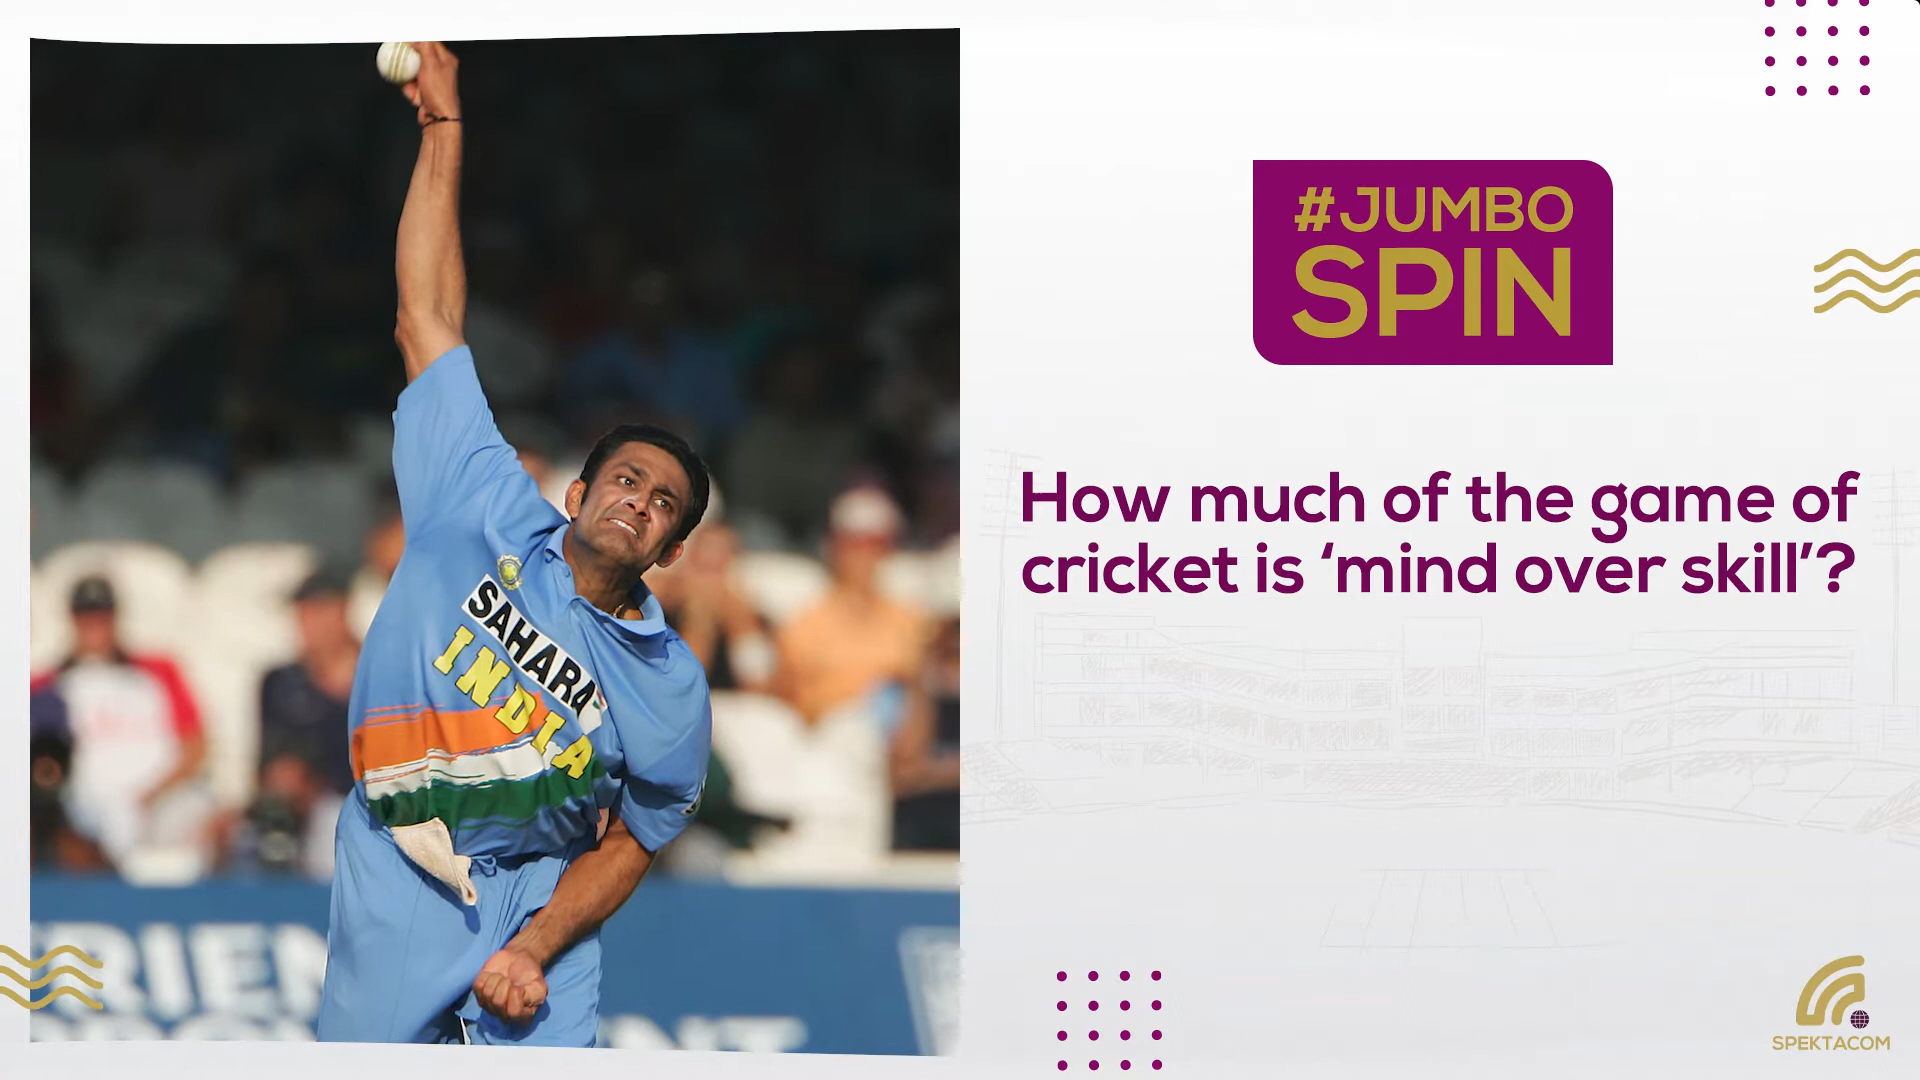 #JUMBO
SPIN
How much of the game of
cricket is ‘mind over skill’?
SAHARA
INDIA
SPEKTACOM